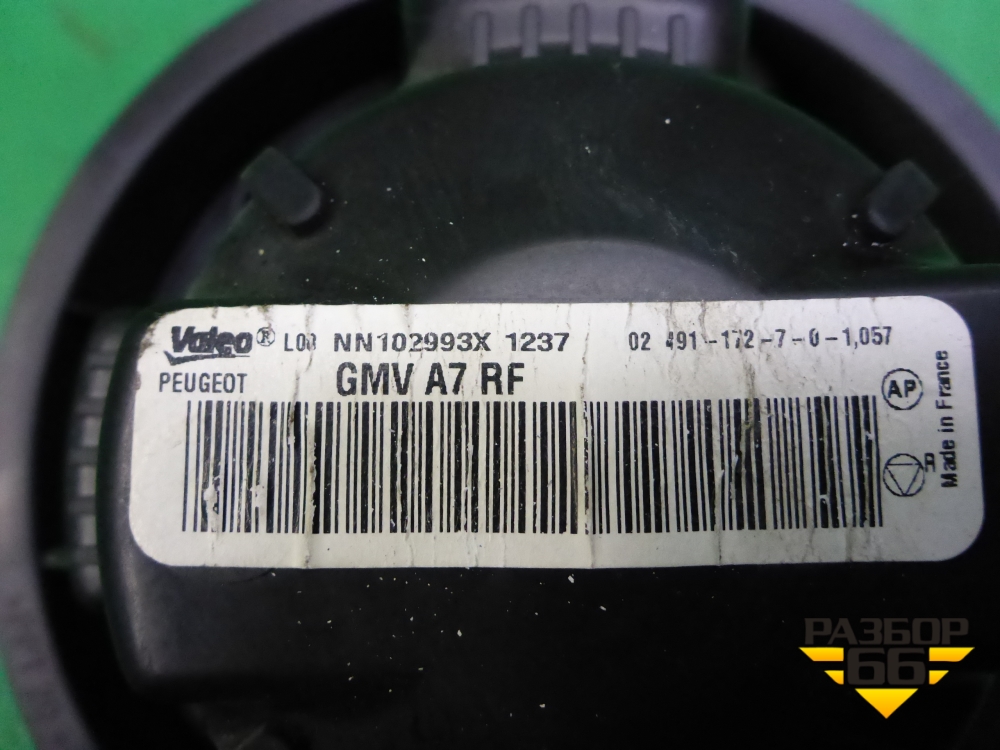 Valeo® LOR NN102993X 1237 02 491-172-7-0-1,057
PEUGEOT GMV A7 RF
AP
R
Made in France
РАЗБОР
66